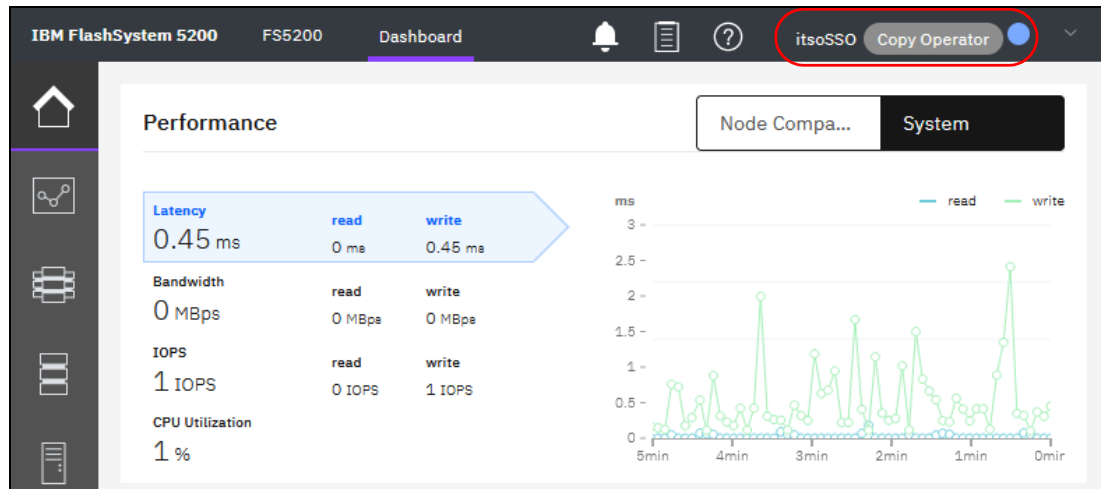 IBM FlashSystem 5200 FS5200 Dashboard itsoSSO Copy Operator
Performance Node Compa... System
Latency read write
0.45 ms 0 ms 0.45 ms
Bandwidth read write
0 MBps 0 MBps 0 MBps
IOPS read write
1 IOPS 0 IOPS 1 IOPS
CPU Utilization
1 %
ms read write
3
2.5
2
1.5
1
0.5
0
5min 4min 3min 2min 1min 0min